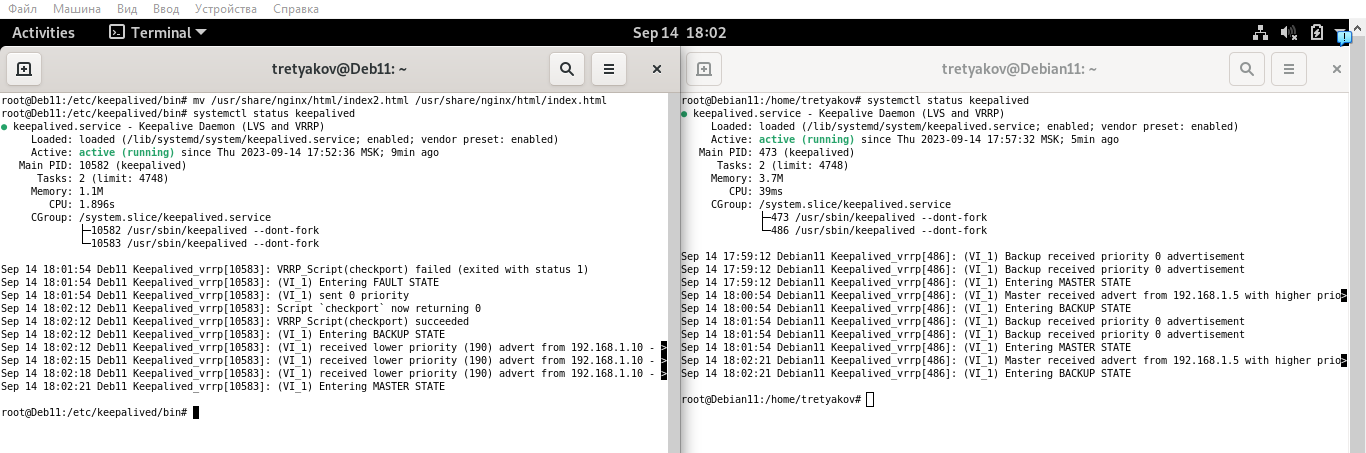 Файл Машина Вид Ввод Устройства Справка
Activities Terminal Sep 14 18:02
tretyakov@Deb11: ~
root@Deb11:/etc/keepalived/bin# mv /usr/share/nginx/html/index2.html /usr/share/nginx/html/index.html
root@Deb11:/etc/keepalived/bin# systemctl status keepalived
● keepalived.service - Keepalive Daemon (LVS and VRRP)
Loaded: loaded (/lib/systemd/system/keepalived.service; enabled; vendor preset: enabled)
Active: active (running) since Thu 2023-09-14 17:52:36 MSK; 9min ago
Main PID: 10582 (keepalived)
Tasks: 2 (limit: 4748)
Memory: 1.1M
CPU: 1.896s
CGroup: /system.slice/keepalived.service
├─10582 /usr/sbin/keepalived --dont-fork
└─10583 /usr/sbin/keepalived --dont-fork
Sep 14 18:01:54 Deb11 Keepalived_vrrp[10583]: VRRP_Script(checkport) failed (exited with status 1)
Sep 14 18:01:54 Deb11 Keepalived_vrrp[10583]: (VI_1) Entering FAULT STATE
Sep 14 18:01:54 Deb11 Keepalived_vrrp[10583]: (VI_1) sent 0 priority
Sep 14 18:02:12 Deb11 Keepalived_vrrp[10583]: Script `checkport` now returning 0
Sep 14 18:02:12 Deb11 Keepalived_vrrp[10583]: VRRP_Script(checkport) succeeded
Sep 14 18:02:12 Deb11 Keepalived_vrrp[10583]: (VI_1) Entering BACKUP STATE
Sep 14 18:02:12 Deb11 Keepalived_vrrp[10583]: (VI_1) received lower priority (190) advert from 192.168.1.10 - >
Sep 14 18:02:15 Deb11 Keepalived_vrrp[10583]: (VI_1) received lower priority (190) advert from 192.168.1.10 - >
Sep 14 18:02:18 Deb11 Keepalived_vrrp[10583]: (VI_1) received lower priority (190) advert from 192.168.1.10 - >
Sep 14 18:02:21 Deb11 Keepalived_vrrp[10583]: (VI_1) Entering MASTER STATE
root@Deb11:/etc/keepalived/bin#
tretyakov@Debian11: ~
root@Debian11:/home/tretyakov# systemctl status keepalived
● keepalived.service - Keepalive Daemon (LVS and VRRP)
Loaded: loaded (/lib/systemd/system/keepalived.service; enabled; vendor preset: enabled)
Active: active (running) since Thu 2023-09-14 17:57:32 MSK; 5min ago
Main PID: 473 (keepalived)
Tasks: 2 (limit: 4748)
Memory: 3.7M
CPU: 39ms
CGroup: /system.slice/keepalived.service
├─473 /usr/sbin/keepalived --dont-fork
└─486 /usr/sbin/keepalived --dont-fork
Sep 14 17:59:12 Debian11 Keepalived_vrrp[486]: (VI_1) Backup received priority 0 advertisement
Sep 14 17:59:12 Debian11 Keepalived_vrrp[486]: (VI_1) Backup received priority 0 advertisement
Sep 14 17:59:12 Debian11 Keepalived_vrrp[486]: (VI_1) Entering MASTER STATE
Sep 14 18:00:54 Debian11 Keepalived_vrrp[486]: (VI_1) Master received advert from 192.168.1.5 with higher prio>
Sep 14 18:00:54 Debian11 Keepalived_vrrp[486]: (VI_1) Entering BACKUP STATE
Sep 14 18:01:54 Debian11 Keepalived_vrrp[486]: (VI_1) Backup received priority 0 advertisement
Sep 14 18:01:54 Debian11 Keepalived_vrrp[486]: (VI_1) Backup received priority 0 advertisement
Sep 14 18:01:54 Debian11 Keepalived_vrrp[486]: (VI_1) Entering MASTER STATE
Sep 14 18:02:21 Debian11 Keepalived_vrrp[486]: (VI_1) Master received advert from 192.168.1.5 with higher prio>
Sep 14 18:02:21 Debian11 Keepalived_vrrp[486]: (VI_1) Entering BACKUP STATE
root@Debian11:/home/tretyakov#